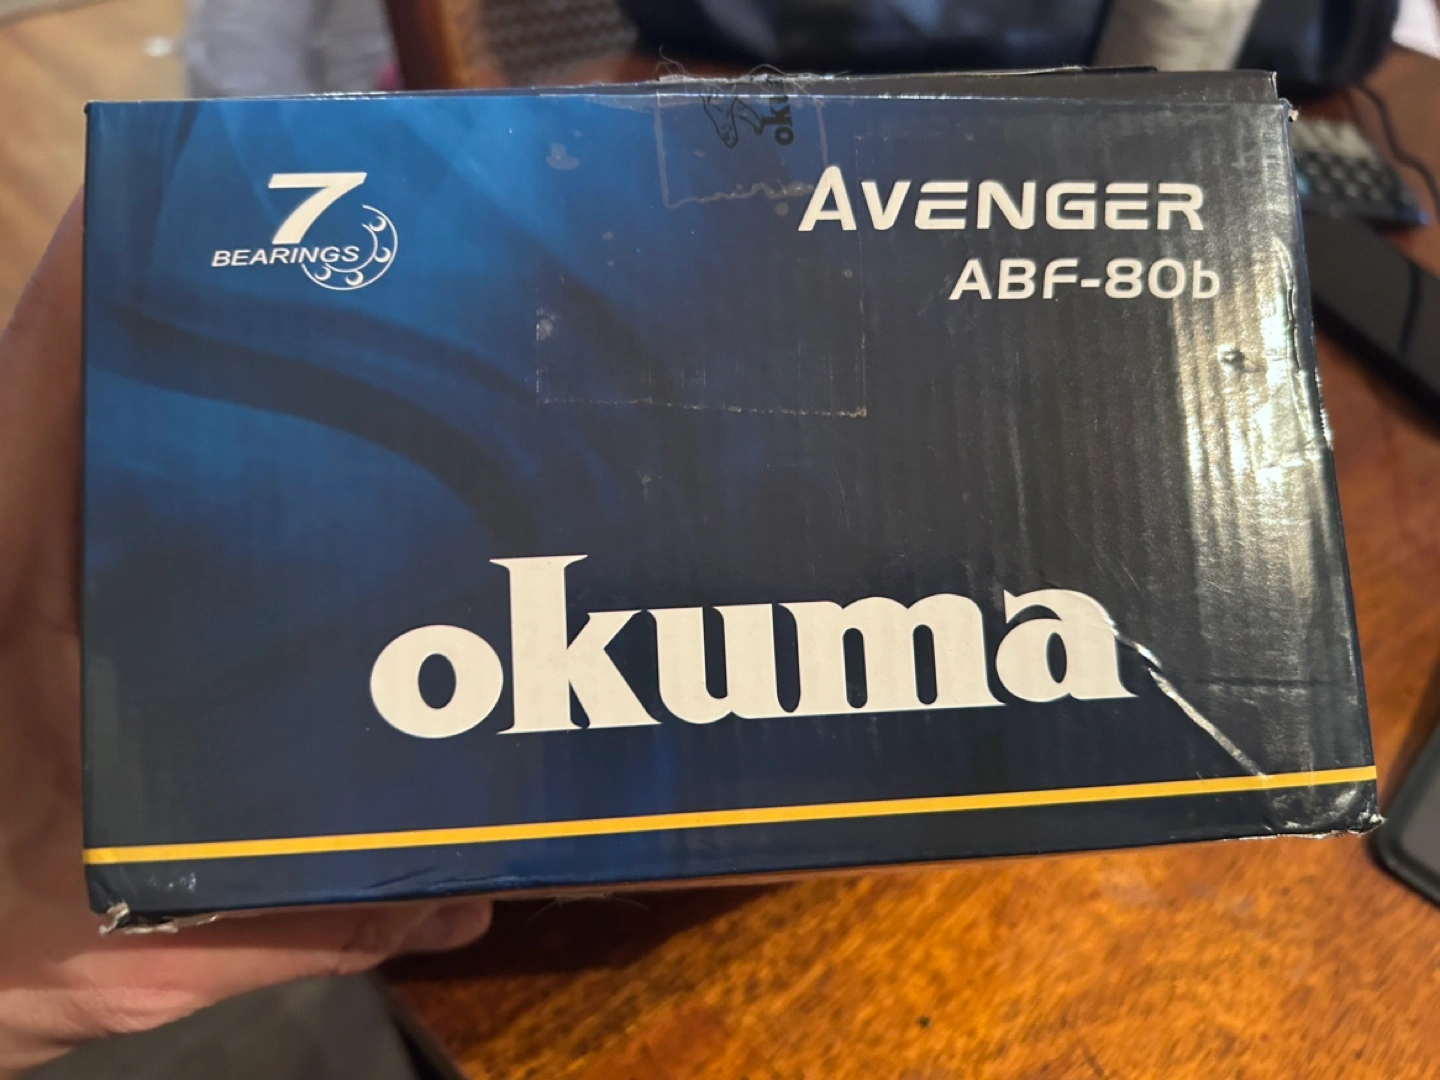 7
BEARINGS
AVENGER
ABF-80b
okuma